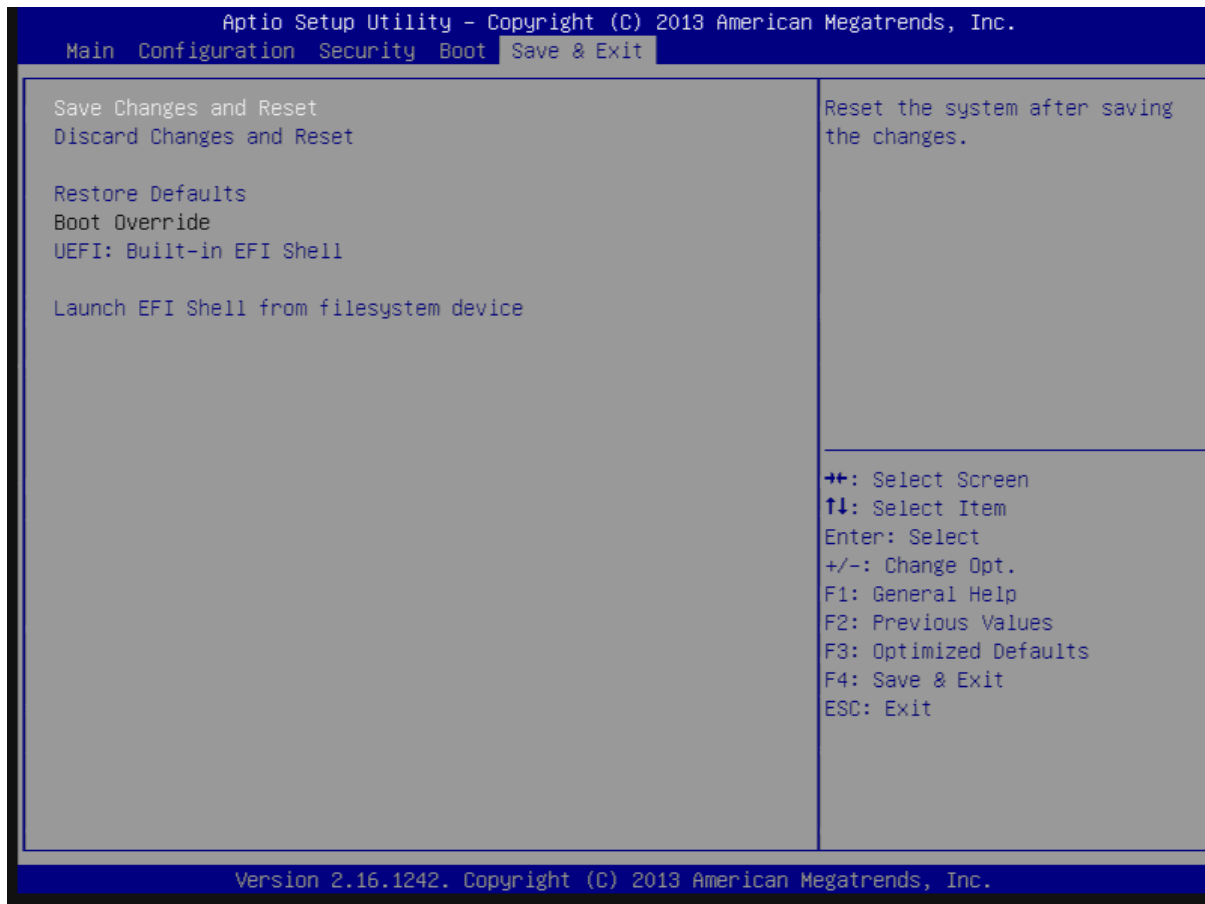 Aptio Setup Utility – Copyright (C) 2013 American Megatrends, Inc.
Main Configuration Security Boot Save & Exit
Save Changes and Reset
Discard Changes and Reset
Restore Defaults
Boot Override
UEFI: Built-in EFI Shell
Launch EFI Shell from filesystem device
Reset the system after saving
the changes.
→←: Select Screen
↑↓: Select Item
Enter: Select
+/-: Change Opt.
F1: General Help
F2: Previous Values
F3: Optimized Defaults
F4: Save & Exit
ESC: Exit
Version 2.16.1242. Copyright (C) 2013 American Megatrends, Inc.